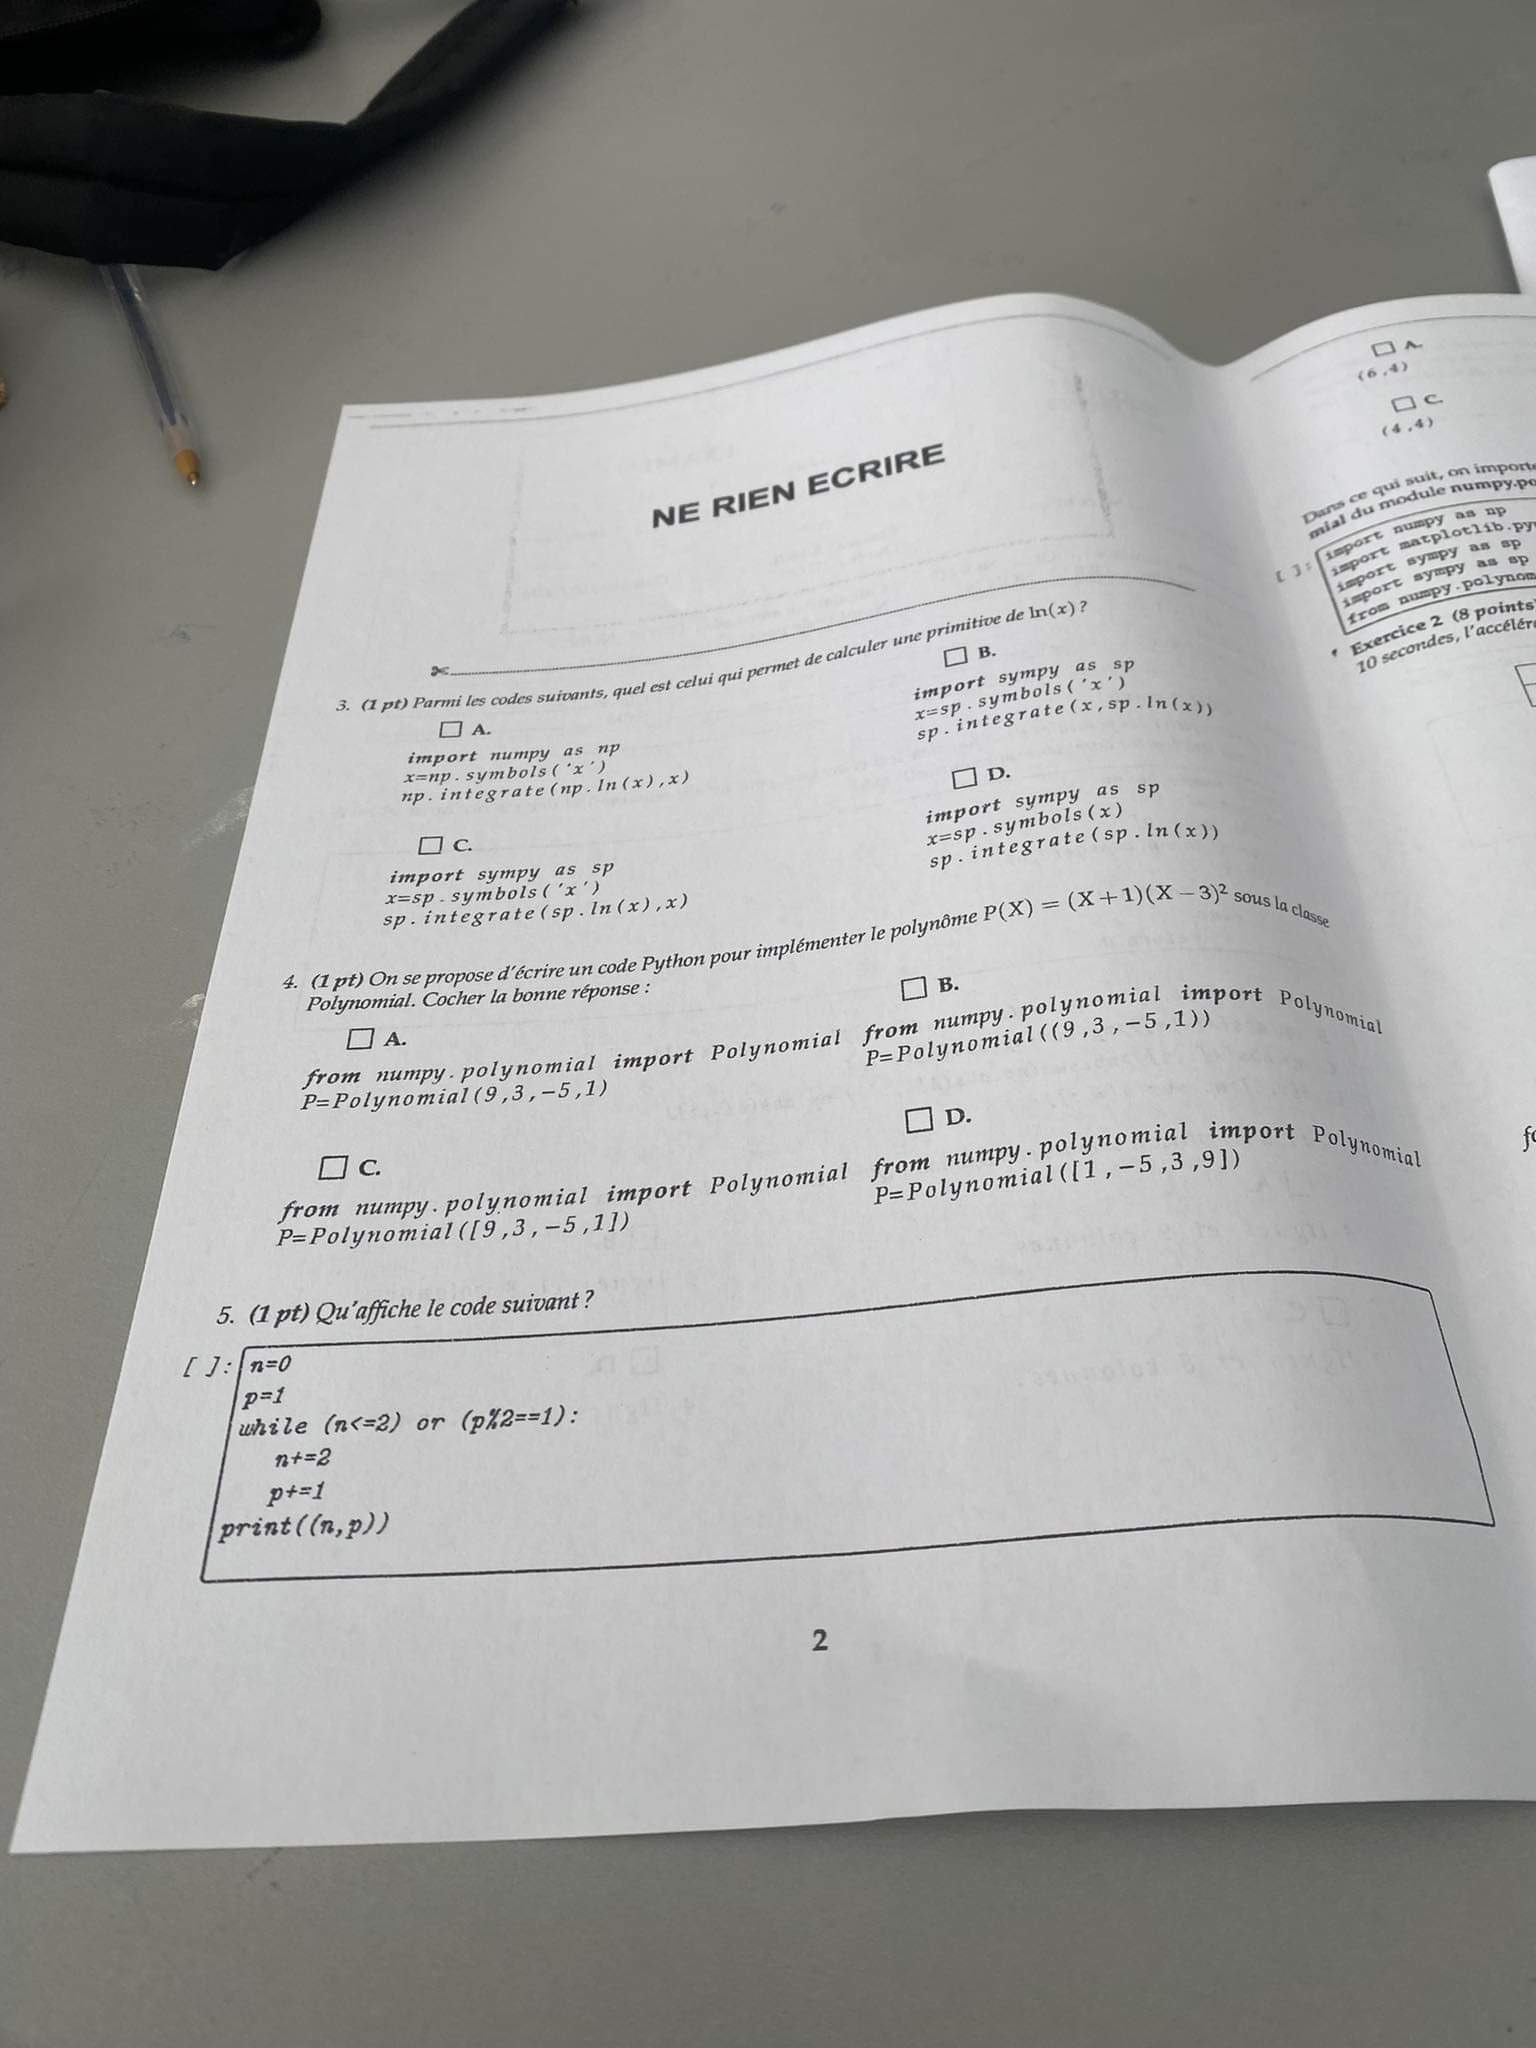 NE RIEN ECRIRE
3. (1 pt) Parmi les codes suivants, quel est celui qui permet de calculer une primitive de ln(x) ?
A.
import numpy as np
x=np.symbols('x')
np.integrate(np.ln(x),x)
B.
import sympy as sp
x=sp.symbols('x')
sp.integrate(x,sp.ln(x))
C.
import sympy as sp
x=sp.symbols('x')
sp.integrate(sp.ln(x),x)
D.
import sympy as sp
x=sp.symbols(x)
sp.integrate(sp.ln(x))
4. (1 pt) On se propose d'écrire un code Python pour implémenter le polynôme P(X) = (X+1)(X−3)² sous la classe
Polynomial. Cocher la bonne réponse :
A.
from numpy.polynomial import Polynomial
P=Polynomial(9,3,−5,1)
B.
from numpy.polynomial import Polynomial
P=Polynomial((9,3,−5,1))
C.
from numpy.polynomial import Polynomial
P=Polynomial([9,3,−5,1])
D.
from numpy.polynomial import Polynomial
P=Polynomial([1,−5,3,9])
5. (1 pt) Qu'affiche le code suivant ?
[ ]: n=0
p=1
while (n<=2) or (p%2==1):
n+=2
p+=1
print((n,p))
2
A.
(6,4)
C.
(4,4)
Dans ce qui suit, on importe
mial du module numpy.po
[ ]: import numpy as np
import matplotlib.py
import sympy as sp
import sympy as sp
from numpy.polynom
Exercice 2 (8 points
10 secondes, l'accélér